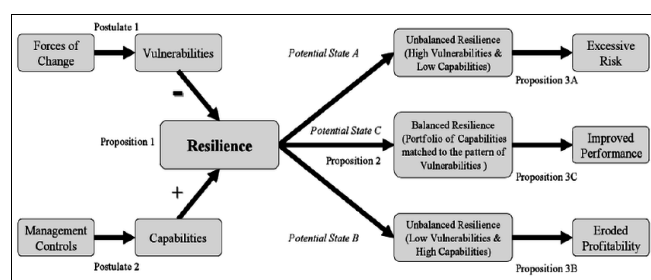 Postulate 1
Forces of
Change
Vulnerabilities
-
Proposition 1
Resilience
+
Management
Controls
Capabilities
Postulate 2
Potential State A
Unbalanced Resilience
(High Vulnerabilities &
Low Capabilities)
Excessive
Risk
Proposition 3A
Potential State C
Proposition 2
Balanced Resilience
(Portfolio of Capabilities
matched to the pattern of
Vulnerabilities )
Improved
Performance
Proposition 3C
Potential State B
Unbalanced Resilience
(Low Vulnerabilities &
High Capabilities)
Eroded
Profitability
Proposition 3B